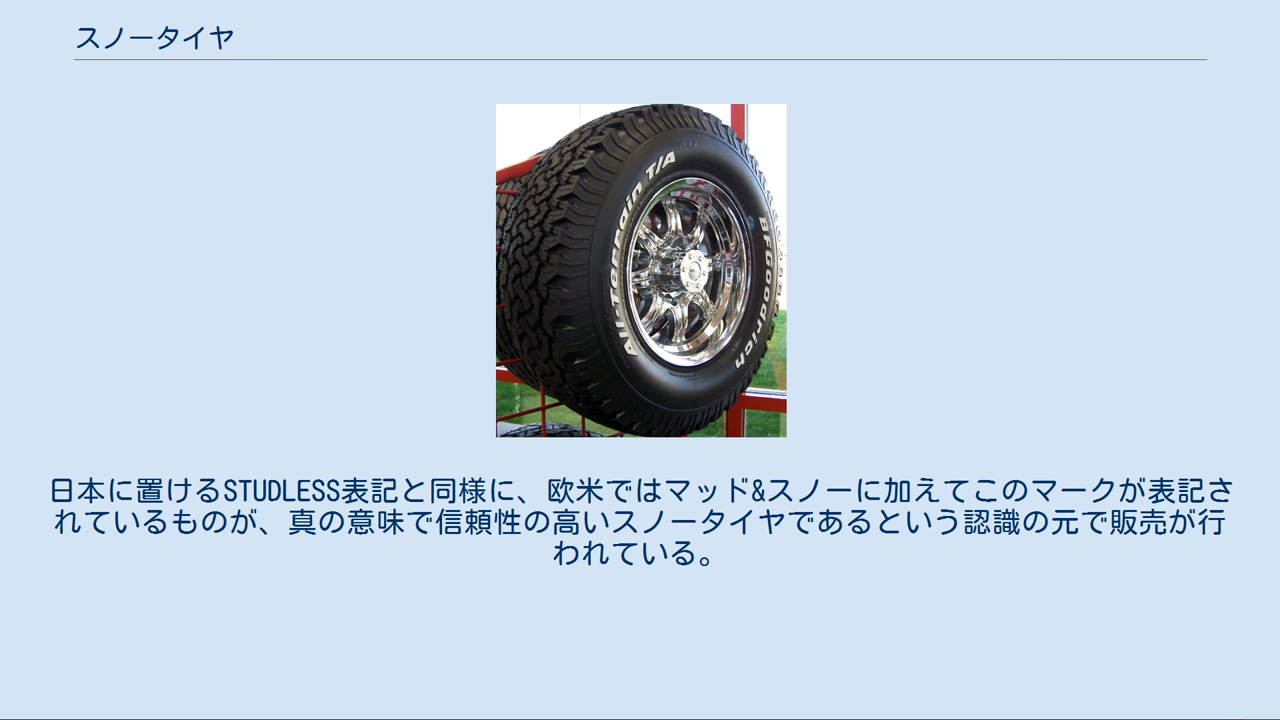 スノータイヤ
All-Terrain T/A
BFGoodrich
日本に置けるSTUDLESS表記と同様に、欧米ではマッド&スノーに加えてこのマークが表記さ
れているものが、真の意味で信頼性の高いスノータイヤであるという認識の元で販売が行
われている。